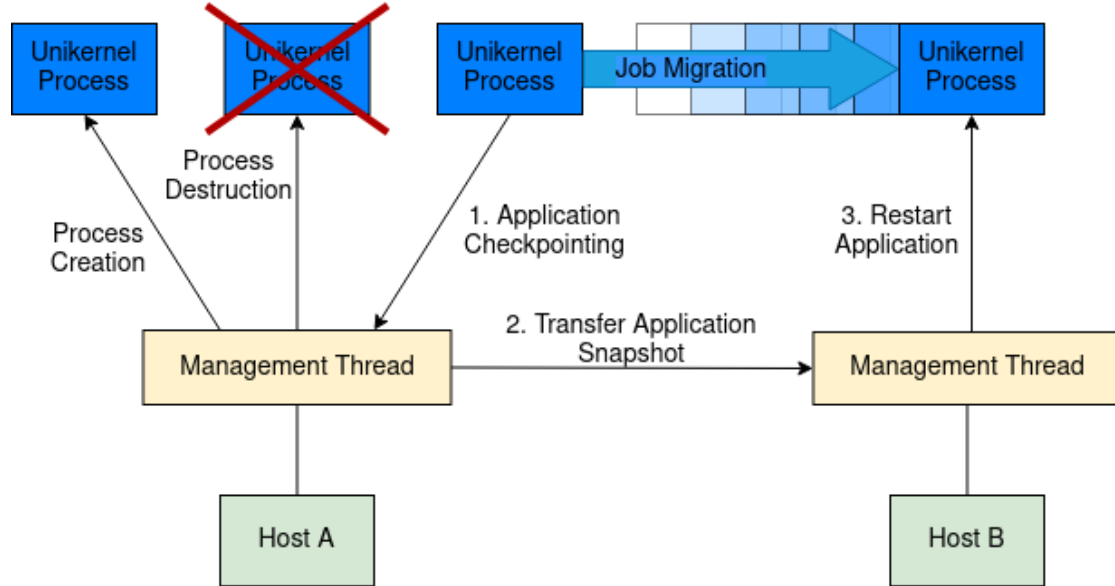 Unikernel
Process
Unikernel
Process
Unikernel
Process
Job Migration
Unikernel
Process
Process
Destruction
Process
Creation
1. Application
Checkpointing
3. Restart
Application
2. Transfer Application
Snapshot
Management Thread
Management Thread
Host A
Host B